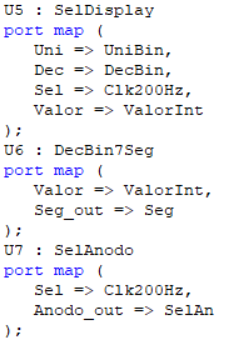 U5 : SelDisplay
port map (
   Uni => UniBin,
   Dec => DecBin,
   Sel => Clk200Hz,
   Valor => ValorInt
);
U6 : DecBin7Seg
port map (
   Valor => ValorInt,
   Seg_out => Seg
);
U7 : SelAnodo
port map (
   Sel => Clk200Hz,
   Anodo_out => SelAn
);